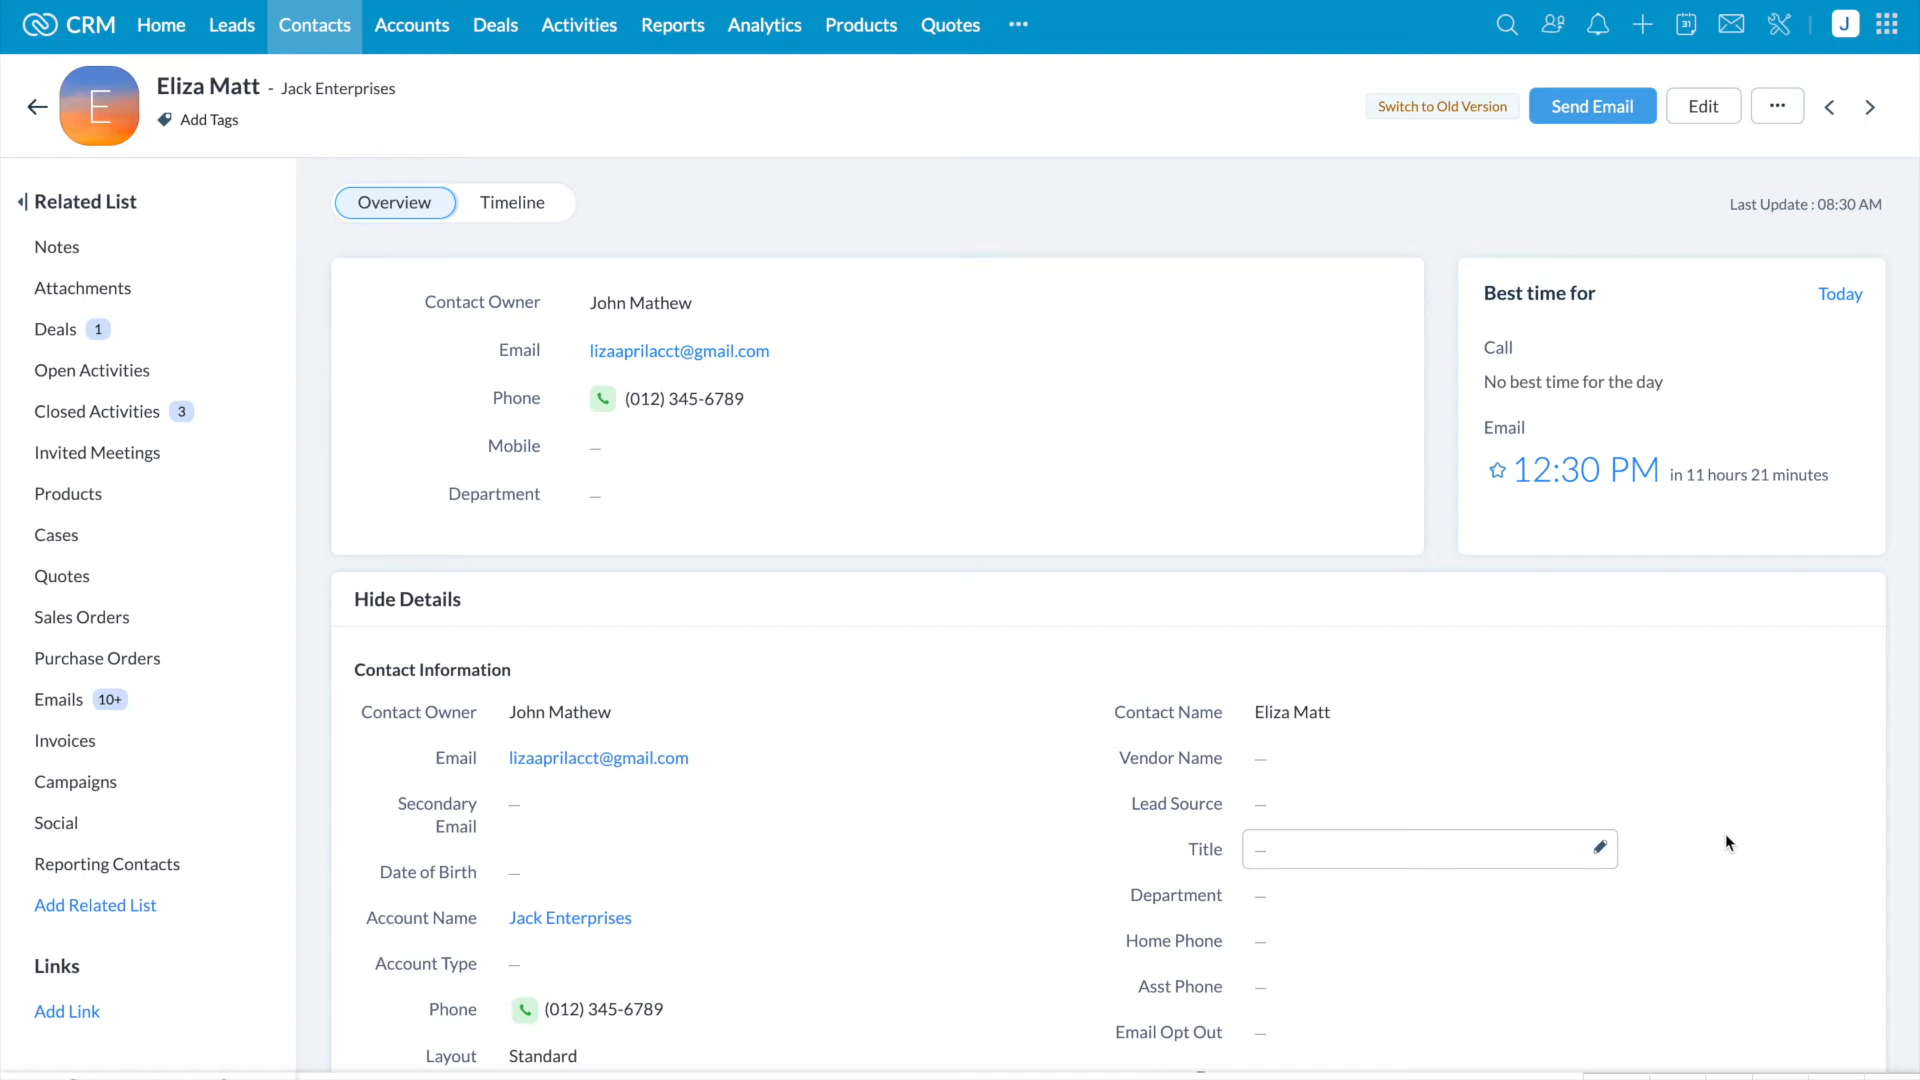 CRM Home Leads Contacts Accounts Deals Activities Reports Analytics Products Quotes ··· 31 J
E
Eliza Matt - Jack Enterprises
Add Tags
Switch to Old Version Send Email Edit ···
Related List
Notes
Attachments
Deals 1
Open Activities
Closed Activities 3
Invited Meetings
Products
Cases
Quotes
Sales Orders
Purchase Orders
Emails 10+
Invoices
Campaigns
Social
Reporting Contacts
Add Related List
Links
Add Link
Overview Timeline
Last Update : 08:30 AM
Contact Owner John Mathew
Email lizaaprilacct@gmail.com
Phone (012) 345-6789
Mobile —
Department —
Best time for Today
Call
No best time for the day
Email
12:30 PM in 11 hours 21 minutes
Hide Details
Contact Information
Contact Owner John Mathew
Email lizaaprilacct@gmail.com
Secondary
Email —
Date of Birth —
Account Name Jack Enterprises
Account Type —
Phone (012) 345-6789
Layout Standard
Contact Name Eliza Matt
Vendor Name —
Lead Source —
Title —
Department —
Home Phone —
Asst Phone —
Email Opt Out —